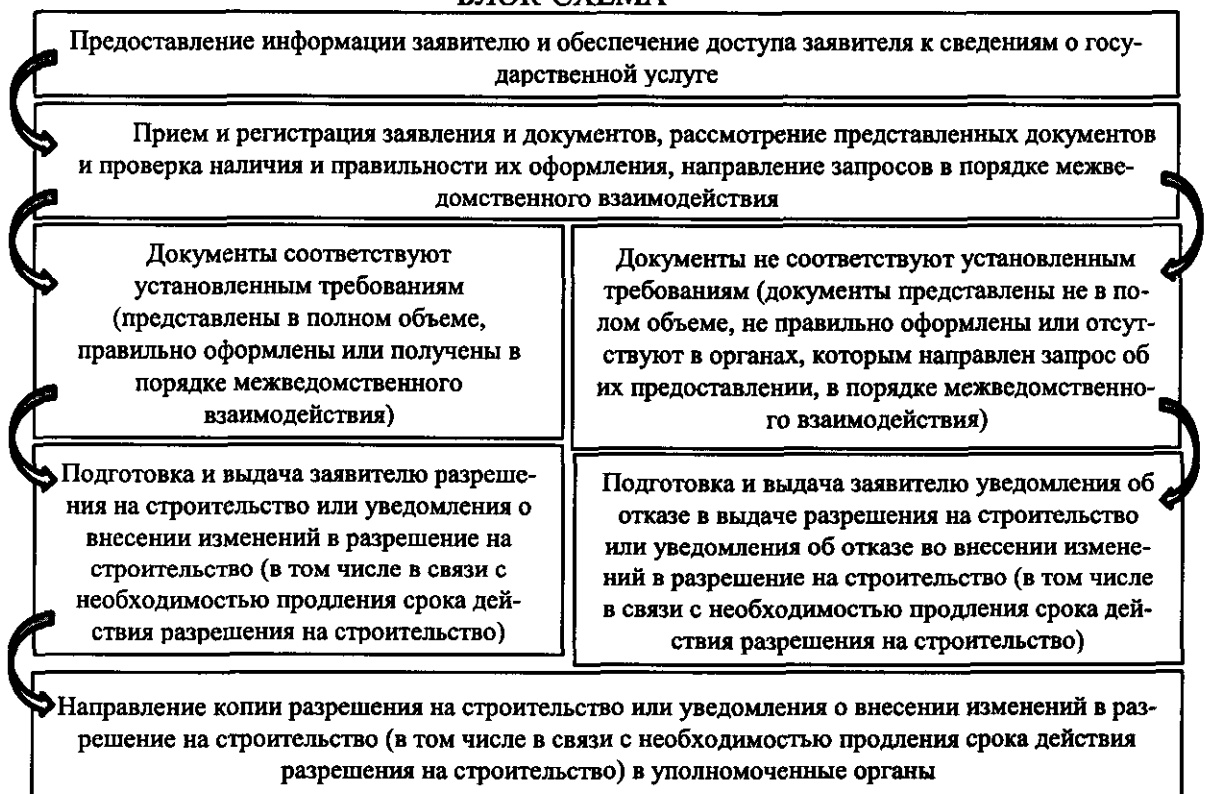 БЛОК-СХЕМА
Предоставление информации заявителю и обеспечение доступа заявителя к сведениям о госу-
дарственной услуге
Прием и регистрация заявления и документов, рассмотрение представленных документов
и проверка наличия и правильности их оформления, направление запросов в порядке межве-
домственного взаимодействия
Документы соответствуют
установленным требованиям
(представлены в полном объеме,
правильно оформлены или получены в
порядке межведомственного
взаимодействия)
Документы не соответствуют установленным
требованиям (документы представлены не в по-
лом объеме, не правильно оформлены или отсут-
ствуют в органах, которым направлен запрос об
их предоставлении, в порядке межведомственно-
го взаимодействия)
Подготовка и выдача заявителю разреше-
ния на строительство или уведомления о
внесении изменений в разрешение на
строительство (в том числе в связи с
необходимостью продления срока дей-
ствия разрешения на строительство)
Подготовка и выдача заявителю уведомления об
отказе в выдаче разрешения на строительство
или уведомления об отказе во внесении измене-
ний в разрешение на строительство (в том числе
в связи с необходимостью продления срока дей-
ствия разрешения на строительство)
Направление копии разрешения на строительство или уведомления о внесении изменений в раз-
решение на строительство (в том числе в связи с необходимостью продления срока действия
разрешения на строительство) в уполномоченные органы